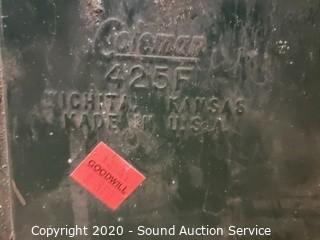 Coleman
425F
WICHITA, KANSAS
MADE IN U.S.A.
GOODWILL
Copyright 2020 - Sound Auction Service